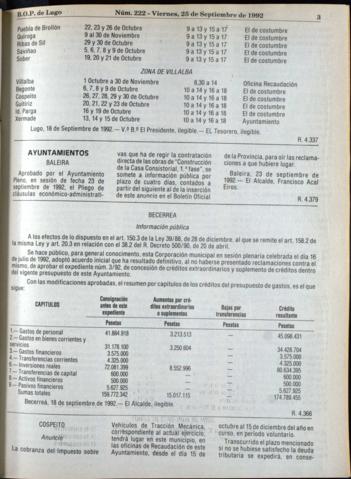 B.O.P. de Lugo Núm. 222 - Viernes, 25 de Septiembre de 1992 3
Puebla de Brollón 22, 23 y 26 de Octubre 9 a 13 y 15 a 17 El de costumbre
Quiroga 9 al 30 de Noviembre 9 a 13 y 15 a 17 El de costumbre
Ribas de Sil 29 y 30 de Octubre 9 a 13 y 15 a 17 El de costumbre
Saviñao 5, 6, 7, 8 y 9 de Octubre 9 a 13 y 15 a 17 El de costumbre
Sober 19, 20 y 21 de Octubre 9 a 13 y 15 a 17 El de costumbre
ZONA DE VILLALBA
Villalba 1 Octubre a 30 de Noviembre 8,30 a 14 Oficina Recaudación
Begonte 6, 7, 8 y 9 de Octubre 10 a 14 y 16 a 18 El de costumbre
Cospeito 26, 27, 28, 29 y 30 de Octubre 10 a 14 y 16 a 18 El de costumbre
Guitiriz 20, 21, 22 y 23 de Octubre 10 a 14 y 16 a 18 El de costumbre
Id. Parga 16 y 19 de Octubre 10 a 14 y 16 a 18 El de costumbre
Xermade 13, 14 y 15 de Octubre 10 a 14 y 16 a 18 Ayuntamiento
Lugo, 18 de Septiembre de 1992.— V.º B.º El Presidente, ilegible.— El Tesorero, ilegible.
R. 4.337
AYUNTAMIENTOS
BALEIRA
Aprobado por el Ayuntamiento
Pleno, en sesión de fecha 23 de
septiembre de 1992, el Pliego de
cláusulas económico-administrati-
vas que ha de regir la contratación
directa de las obras de "Construcción
de la Casa Consistorial, 1.ª fase", se
somete a información pública por
plazo de cuatro días, contados a
partir del siguiente al de la inserción
de este anuncio en el Boletín Oficial
de la Provincia, para oir las reclama-
ciones a que hubiere lugar.
Baleira, 23 de septiembre de
1992.— El Alcalde, Francisco Acel
Eiros.
R. 4.379
BECERREA
Información pública
A los efectos de lo dispuesto en el art. 150.3 de la Ley 39/88, de 28 de diciembre, al que se remite el art. 158.2 de
la misma Ley y art. 20.3 en relación con el 38.2 del R. Decreto 500/90, de 20 de abril.
Se hace público, para general conocimiento, esta Corporación municipal en sesión plenaria celebrada el día 16
de julio de 1992, adoptó acuerdo inicial que ha resultado definitivo, al no haberse presentado reclamaciones contra el
mismo, de aprobar el expediente núm. 3/92, de concesión de créditos extraordinarios y suplemento de créditos dentro
del vigente presupuesto de este Ayuntamiento.
Con las modificaciones aprobadas, el resumen por capítulos de los créditos del presupuesto de gastos, es el que
sigue:
CAPITULOS Consignación antes de este expediente Aumentos por cré-ditos extraordinarios o suplementos Bajas por transferencias Crédito resultante
Pesetas Pesetas Pesetas Pesetas
1.— Gastos de personal 41.884.918 3.213.513 — 45.098.431
2.— Gastos en bienes corrientes y
servicios 31.178.100 3.250.604 — 34.428.704
3.— Gastos financieros 3.575.000 — 3.575.000
4.— Transferencias corrientes 4.325.000 — 4.325.000
6.— Inversiones reales 72.081.399 8.552.996 — 80.634.395
7.— Transferencias de capital 600.000 — 600.000
8.— Activos financieros 500.000 — 500.000
9.— Pasivos financieros 5.627.925 — 5.627.925
Sumas totales 159.772.342 15.017.113 — 174.789.455
Becerreá, 18 de septiembre de 1992.— El Alcalde, ilegible.
R. 4.366
COSPEITO
Anuncio
La cobranza del Impuesto sobre
Vehículos de Tracción Mecánica,
correspondiente al actual ejercicio,
tendrá lugar en este municipio, en
las oficinas de Recaudación de este
Ayuntamiento, desde el día 15 de
octubre al 15 de diciembre del año en
curso, en período voluntario.
Transcurrido el plazo mencionado
si no se hubiese satisfecho la deuda
tributaria se expedirá, en conse-